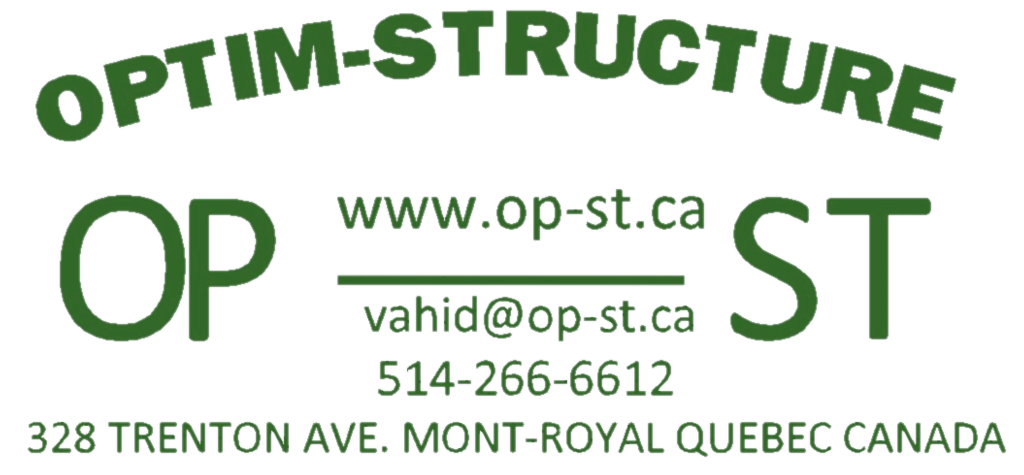 OPTIM-STRUCTURE
OP www.op-st.ca ST
vahid@op-st.ca
514-266-6612
328 TRENTON AVE. MONT-ROYAL QUEBEC CANADA